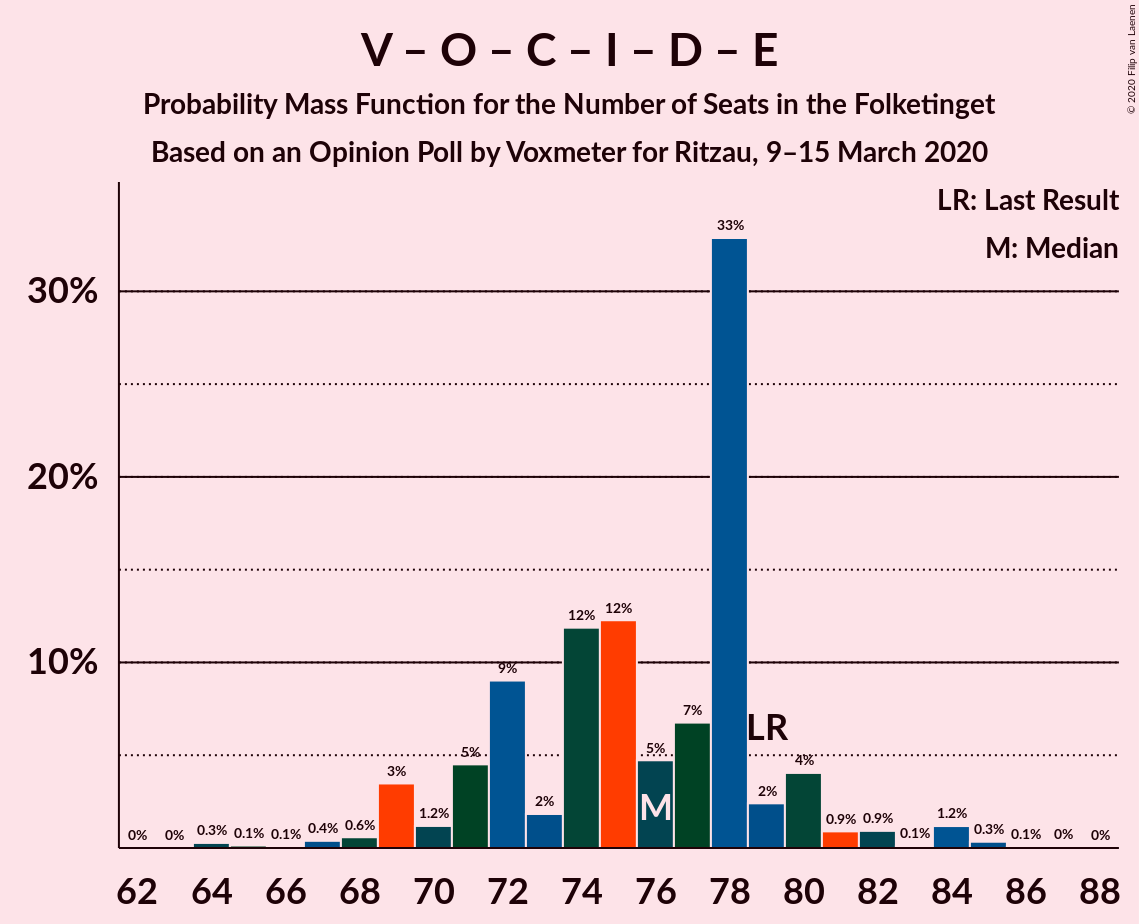 V – O – C – I – D – E
Probability Mass Function for the Number of Seats in the Folketinget
Based on an Opinion Poll by Voxmeter for Ritzau, 9–15 March 2020
© 2020 Filip van Laenen
LR: Last Result
M: Median
30%
20%
10%
0% 0% 0.3% 0.1% 0.1% 0.4% 0.6% 3% 1.2% 5% 9% 2% 12% 12% 5% 7% 33% 2% 4% 0.9% 0.9% 0.1% 1.2% 0.3% 0.1% 0% 0%
LR
M
62 64 66 68 70 72 74 76 78 80 82 84 86 88